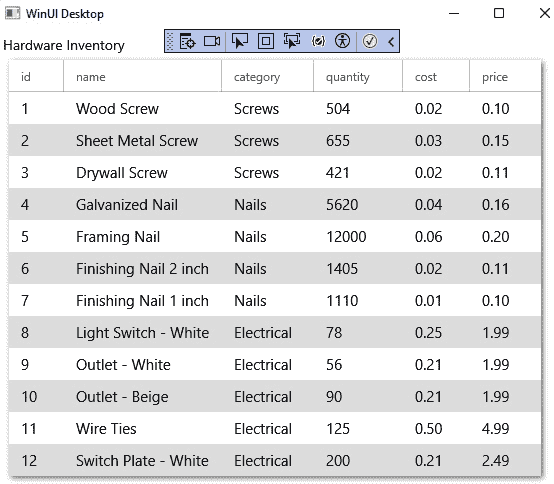 WinUI Desktop
Hardware Inventory
id name category quantity cost price
1 Wood Screw Screws 504 0.02 0.10
2 Sheet Metal Screw Screws 655 0.03 0.15
3 Drywall Screw Screws 421 0.02 0.11
4 Galvanized Nail Nails 5620 0.04 0.16
5 Framing Nail Nails 12000 0.06 0.20
6 Finishing Nail 2 inch Nails 1405 0.02 0.11
7 Finishing Nail 1 inch Nails 1110 0.01 0.10
8 Light Switch - White Electrical 78 0.25 1.99
9 Outlet - White Electrical 56 0.21 1.99
10 Outlet - Beige Electrical 90 0.21 1.99
11 Wire Ties Electrical 125 0.50 4.99
12 Switch Plate - White Electrical 200 0.21 2.49